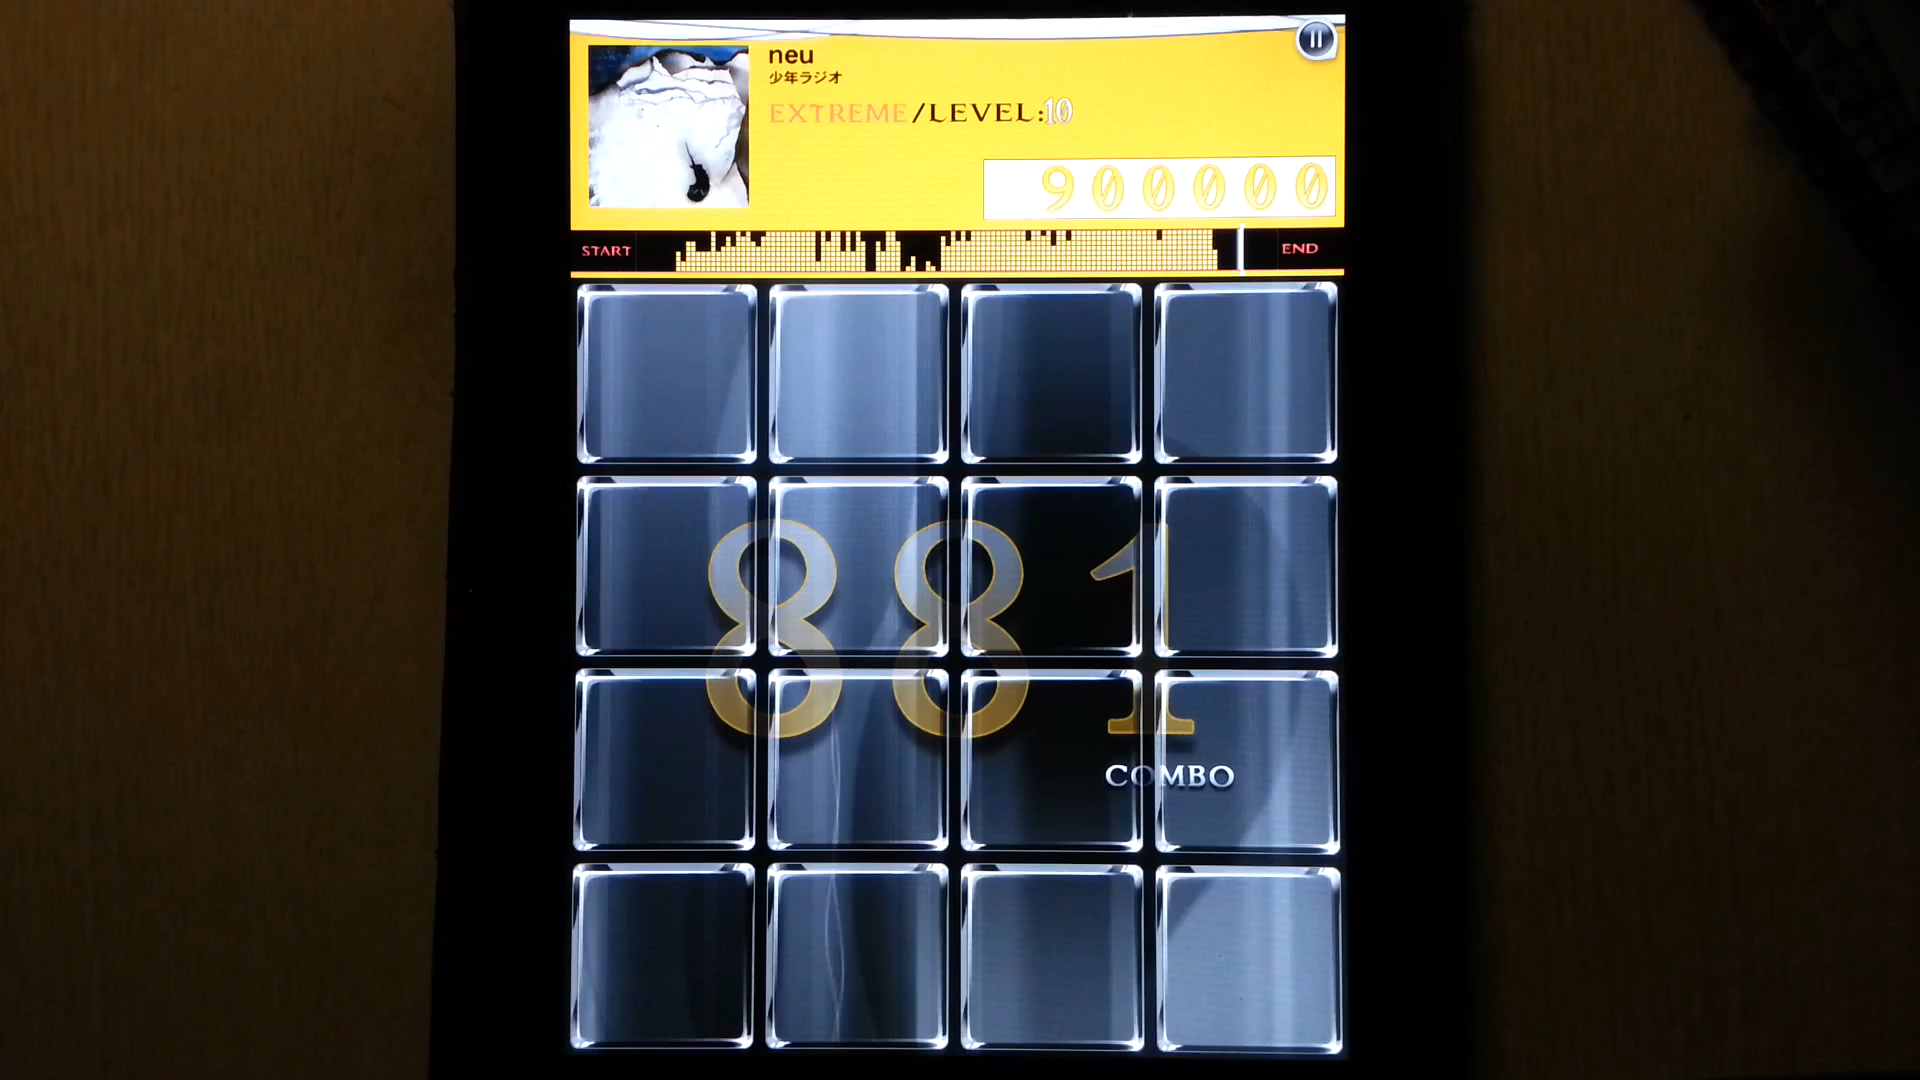 neu
少年ラジオ
EXTREME/LEVEL:10
900000
START
END
881
COMBO